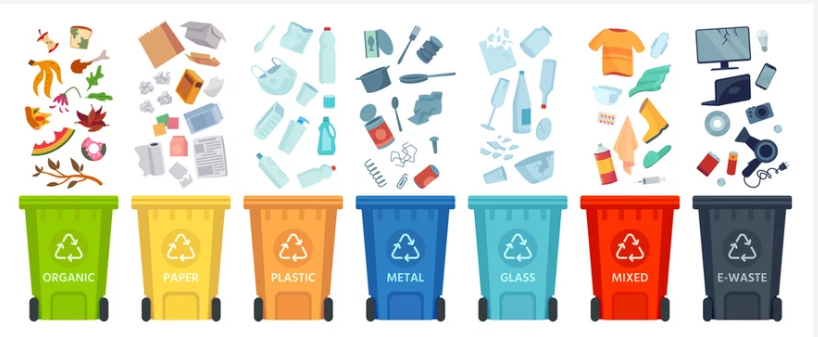 ORGANIC
PAPER
PLASTIC
METAL
GLASS
MIXED
E-WASTE